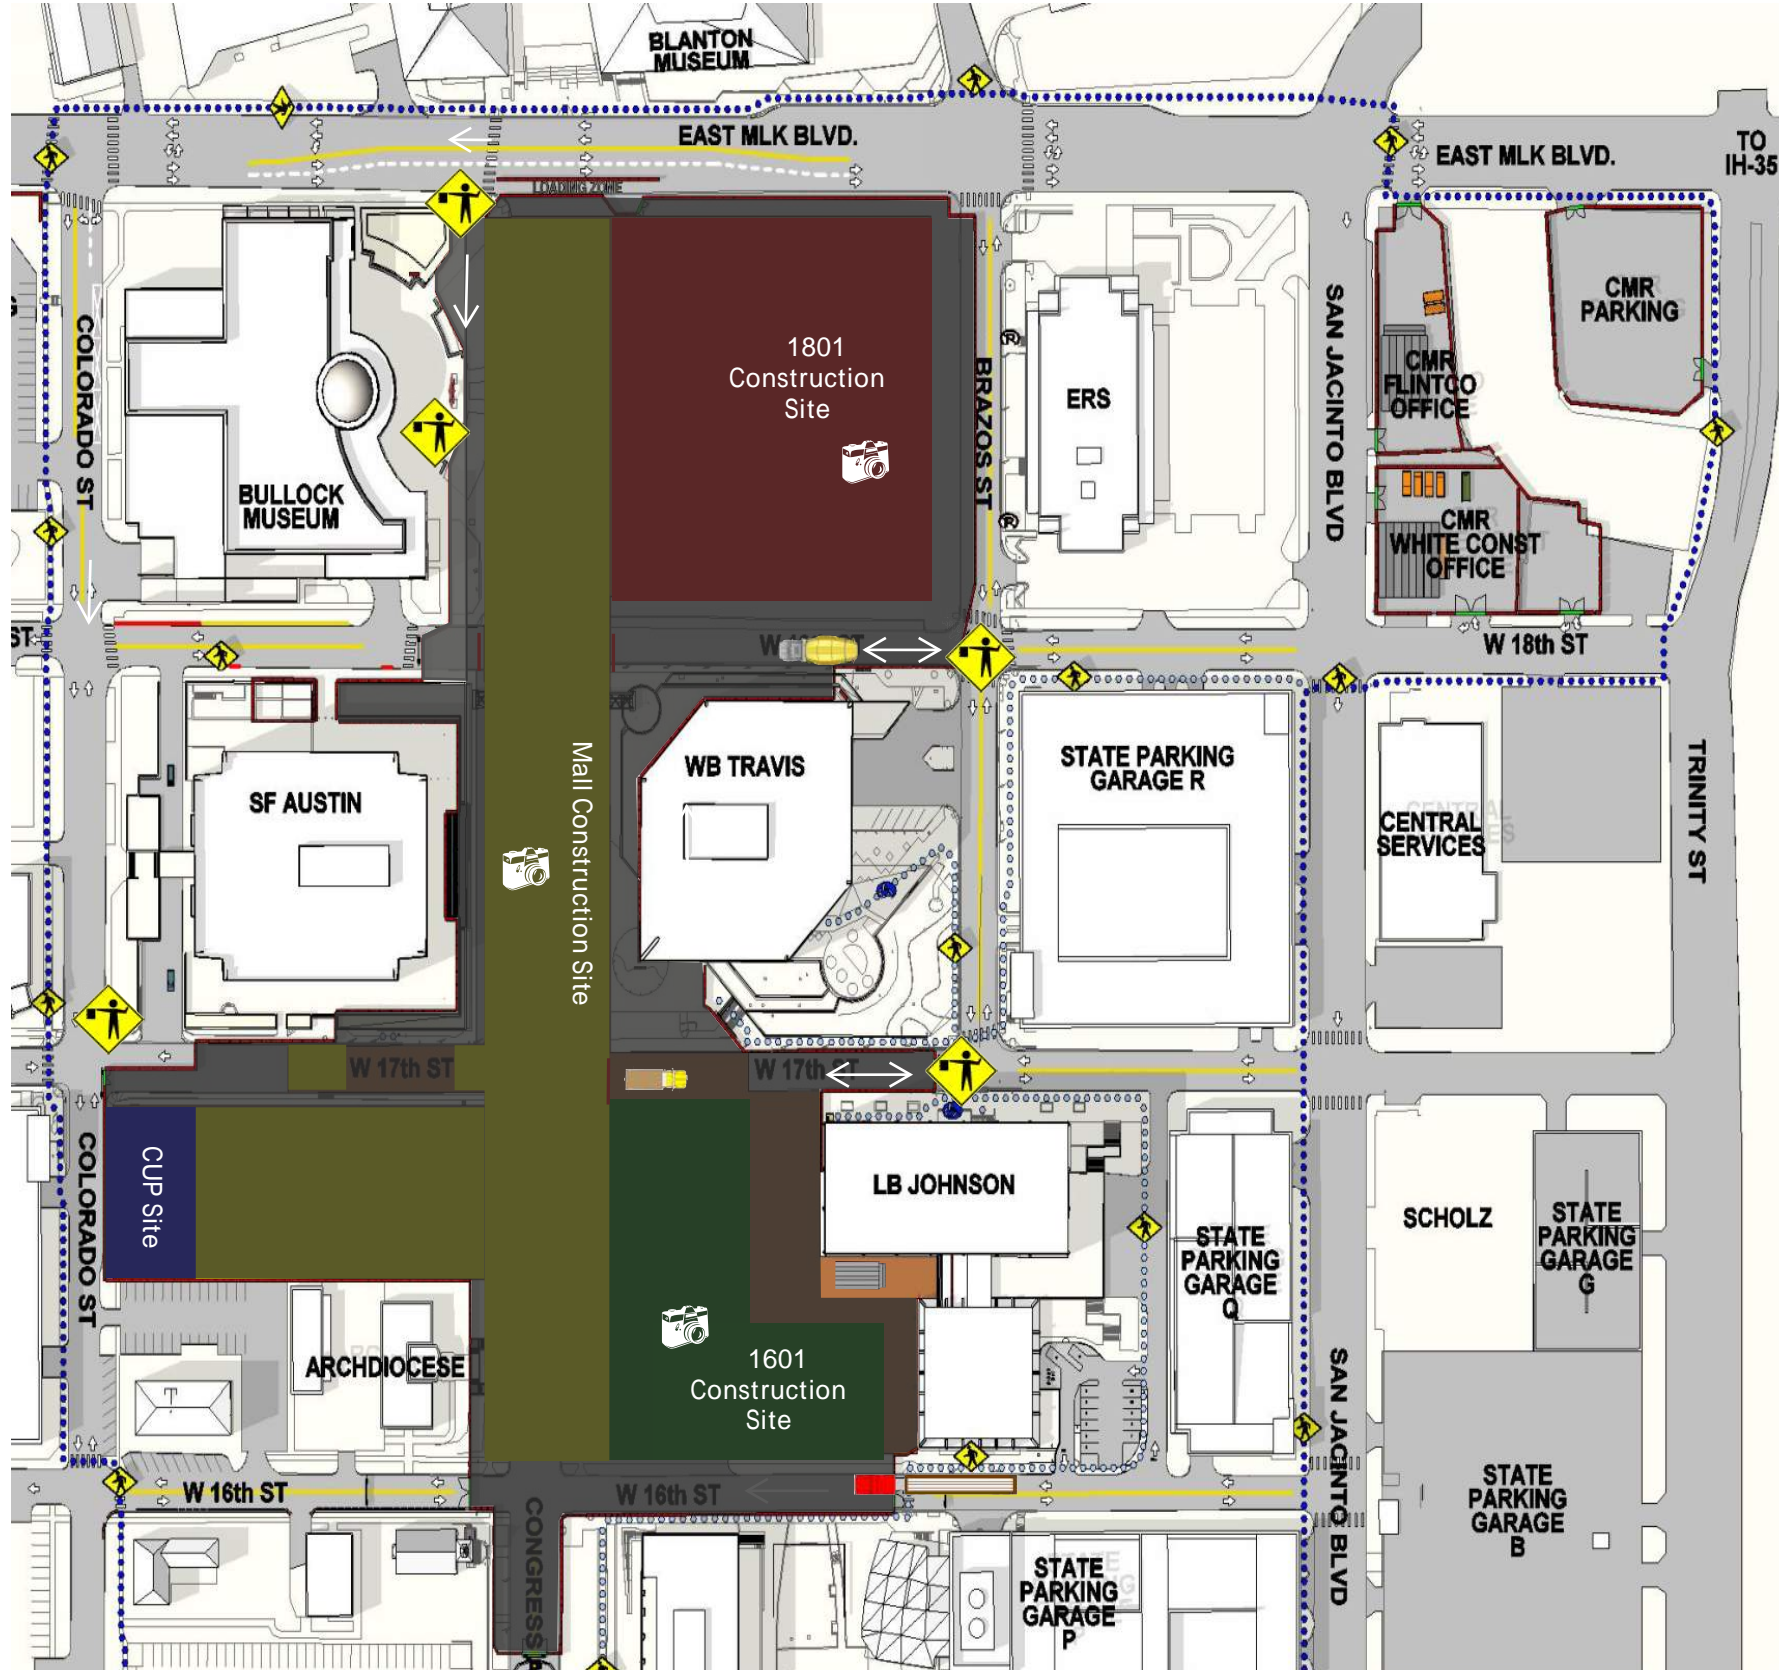 BLANTON
MUSEUM
EAST MLK BLVD.
EAST MLK BLVD.
TO
IH-35
LOADING ZONE
COLORADO ST
BULLOCK
MUSEUM
1801
Construction
Site
BRAZOS ST
ERS
SAN JACINTO BLVD
CMR
FLINTCO
OFFICE
CMR
PARKING
CMR
WHITE CONST
OFFICE
ST
W 18th ST
W 18th ST
SF AUSTIN
Mall Construction Site
WB TRAVIS
STATE PARKING
GARAGE R
CENTRAL
SERVICES
TRINITY ST
W 17th ST
W 17th ST
CUP Site
COLORADO ST
LB JOHNSON
STATE
PARKING
GARAGE
Q
SCHOLZ
STATE
PARKING
GARAGE
G
ARCHDIOCESE
T
1601
Construction
Site
SAN JACINTO BLVD
W 16th ST
W 16th ST
CONGRESS
STATE
PARKING
GARAGE
P
STATE
PARKING
GARAGE
B